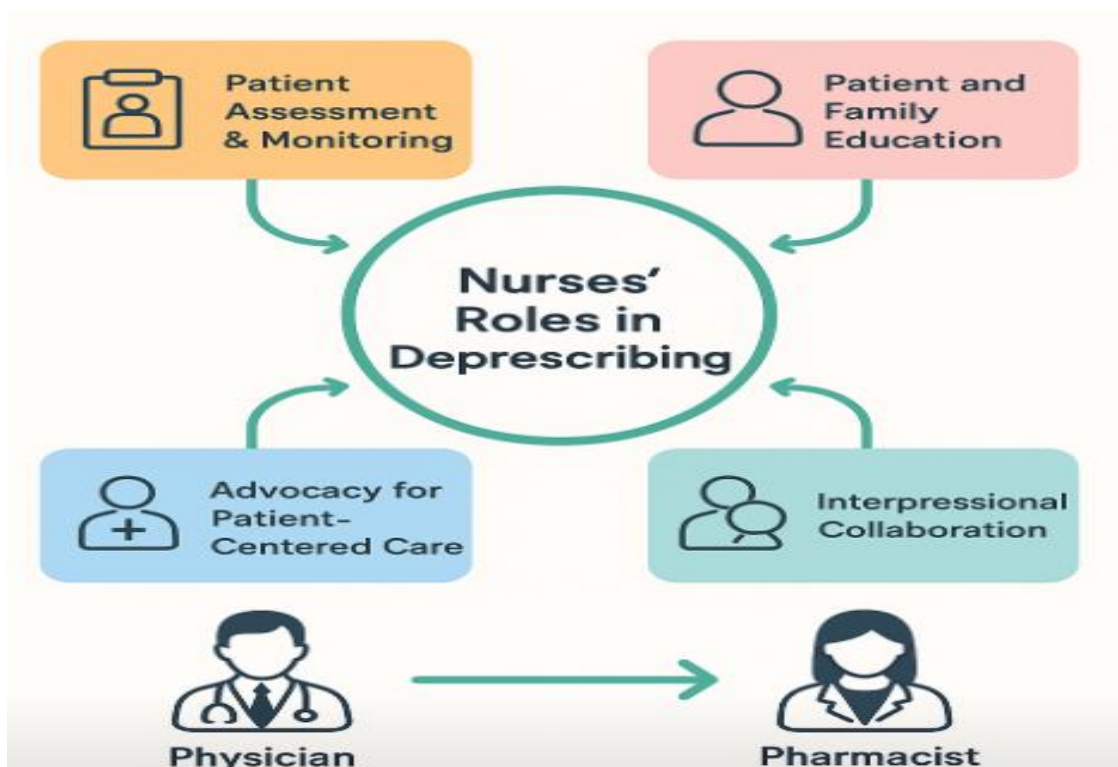 Patient
Assessment
& Monitoring
Patient and
Family
Education
Nurses‘
Roles in
Deprescribing
Advocacy for
Patient-
Centered Care
Interpressional
Collaboration
Physician
Pharmacist